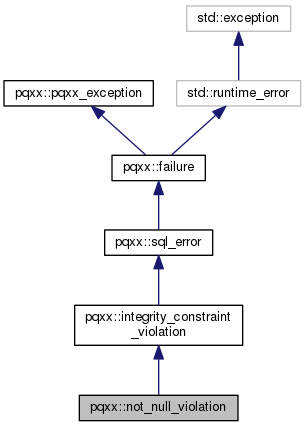 std::exception
pqxx::pqxx_exception
std::runtime_error
pqxx::failure
pqxx::sql_error
pqxx::integrity_constraint
_violation
pqxx::not_null_violation